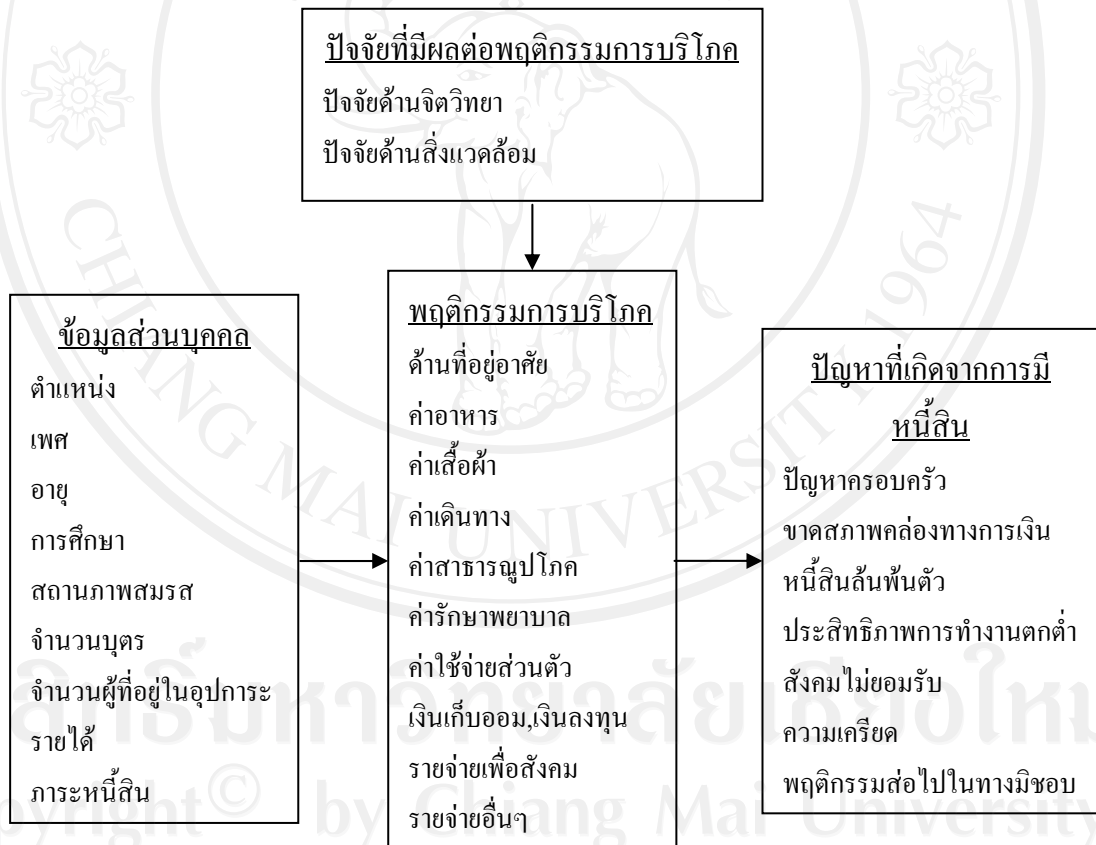 ปัจจัยที่มีผลต่อพฤติกรรมการบริโภค
ปัจจัยด้านจิตวิทยา
ปัจจัยด้านสิ่งแวดล้อม
ข้อมูลส่วนบุคคล
ตำแหน่ง
เพศ
อายุ
การศึกษา
สถานภาพสมรส
จำนวนบุตร
จำนวนผู้ที่อยู่ในอุปการะ
รายได้
ภาระหนี้สิน
พฤติกรรมการบริโภค
ด้านที่อยู่อาศัย
ค่าอาหาร
ค่าเสื้อผ้า
ค่าเดินทาง
ค่าสาธารณูปโภค
ค่ารักษาพยาบาล
ค่าใช้จ่ายส่วนตัว
เงินเก็บออม,เงินลงทุน
รายจ่ายเพื่อสังคม
รายจ่ายอื่นๆ
ปัญหาที่เกิดจากการมี
หนี้สิน
ปัญหาครอบครัว
ขาดสภาพคล่องทางการเงิน
หนี้สินล้นพ้นตัว
ประสิทธิภาพการทำงานตกต่ำ
สังคมไม่ยอมรับ
ความเครียด
พฤติกรรมส่อไปในทางมิชอบ
CHIANG MAI UNIVERSITY 1964
by Chiang Mai University